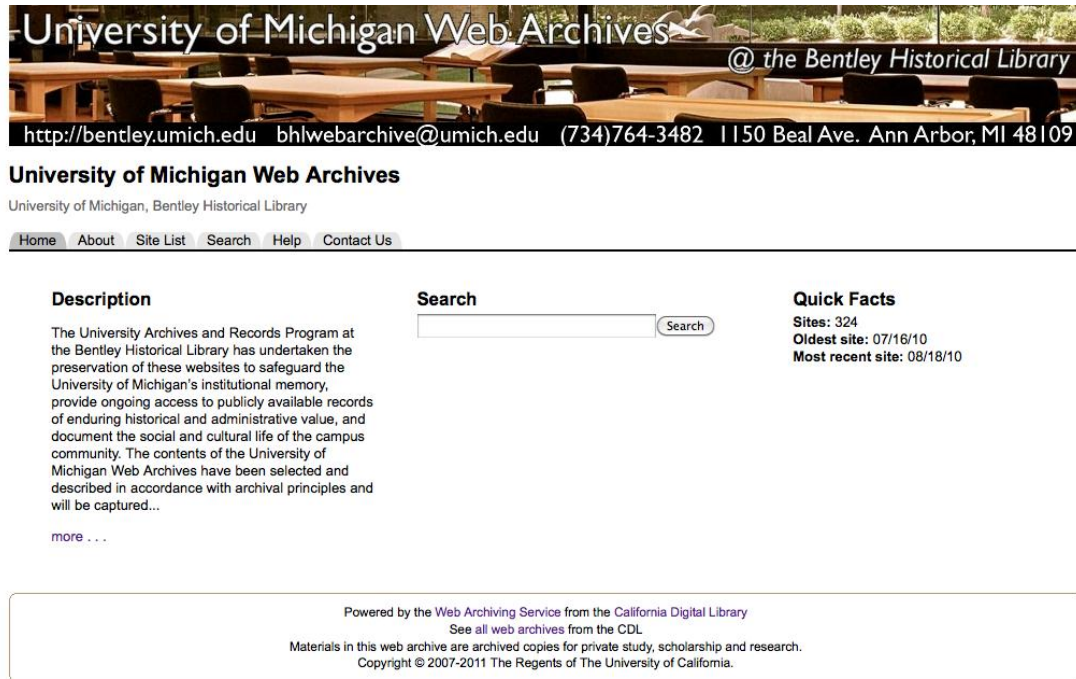 University of Michigan Web Archives
@ the Bentley Historical Library
http://bentley.umich.edu bhlwebarchive@umich.edu (734)764-3482 1150 Beal Ave. Ann Arbor, MI 48109
University of Michigan Web Archives
University of Michigan, Bentley Historical Library
Home About Site List Search Help Contact Us
Description
The University Archives and Records Program at
the Bentley Historical Library has undertaken the
preservation of these websites to safeguard the
University of Michigan's institutional memory,
provide ongoing access to publicly available records
of enduring historical and administrative value, and
document the social and cultural life of the campus
community. The contents of the University of
Michigan Web Archives have been selected and
described in accordance with archival principles and
will be captured...
more . . .
Search
Search
Quick Facts
Sites: 324
Oldest site: 07/16/10
Most recent site: 08/18/10
Powered by the Web Archiving Service from the California Digital Library
See all web archives from the CDL
Materials in this web archive are archived copies for private study, scholarship and research.
Copyright © 2007-2011 The Regents of The University of California.